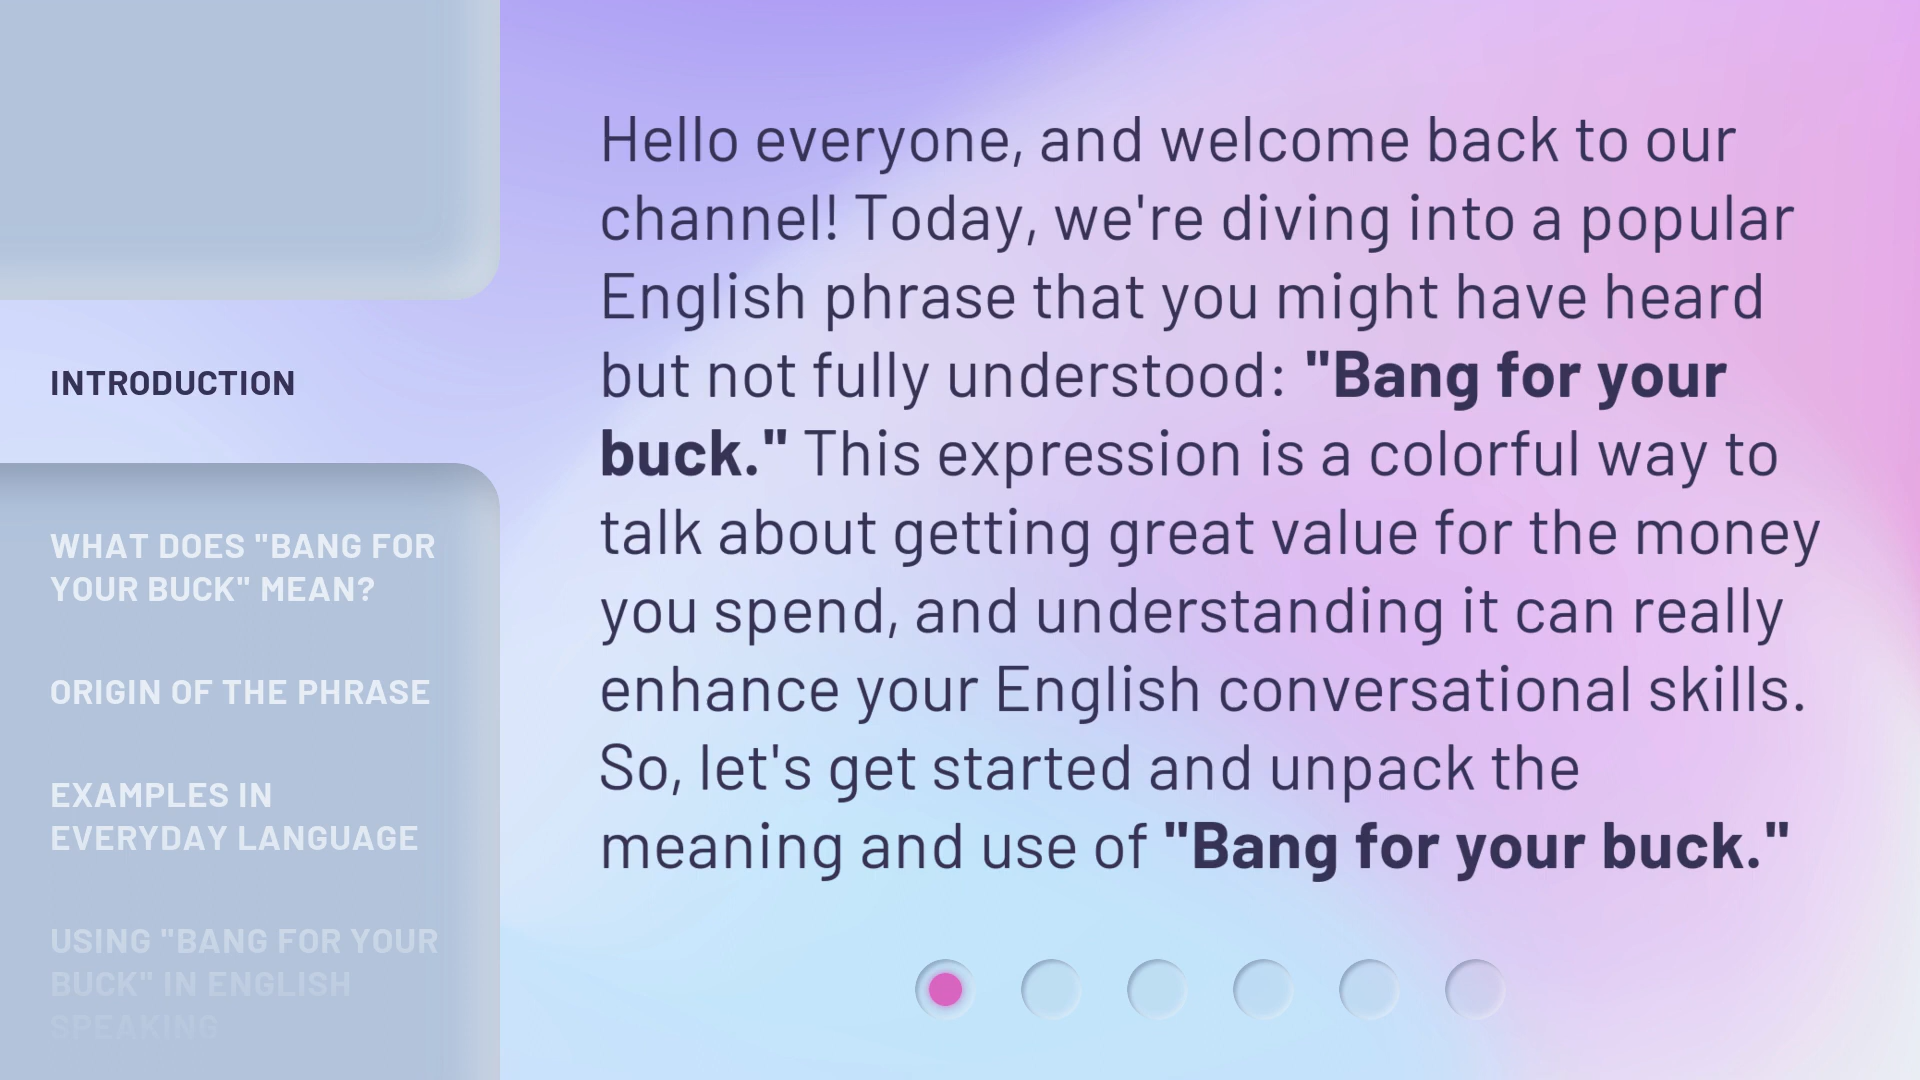 INTRODUCTION
WHAT DOES "BANG FOR
YOUR BUCK" MEAN?
ORIGIN OF THE PHRASE
EXAMPLES IN
EVERYDAY LANGUAGE
USING "BANG FOR YOUR
BUCK" IN ENGLISH
SPEAKING
Hello everyone, and welcome back to our
channel! Today, we're diving into a popular
English phrase that you might have heard
but not fully understood: "Bang for your
buck." This expression is a colorful way to
talk about getting great value for the money
you spend, and understanding it can really
enhance your English conversational skills.
So, let's get started and unpack the
meaning and use of "Bang for your buck."